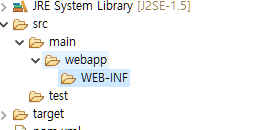 JRE System Library [J2SE-1.5]
src
main
webapp
WEB-INF
test
target